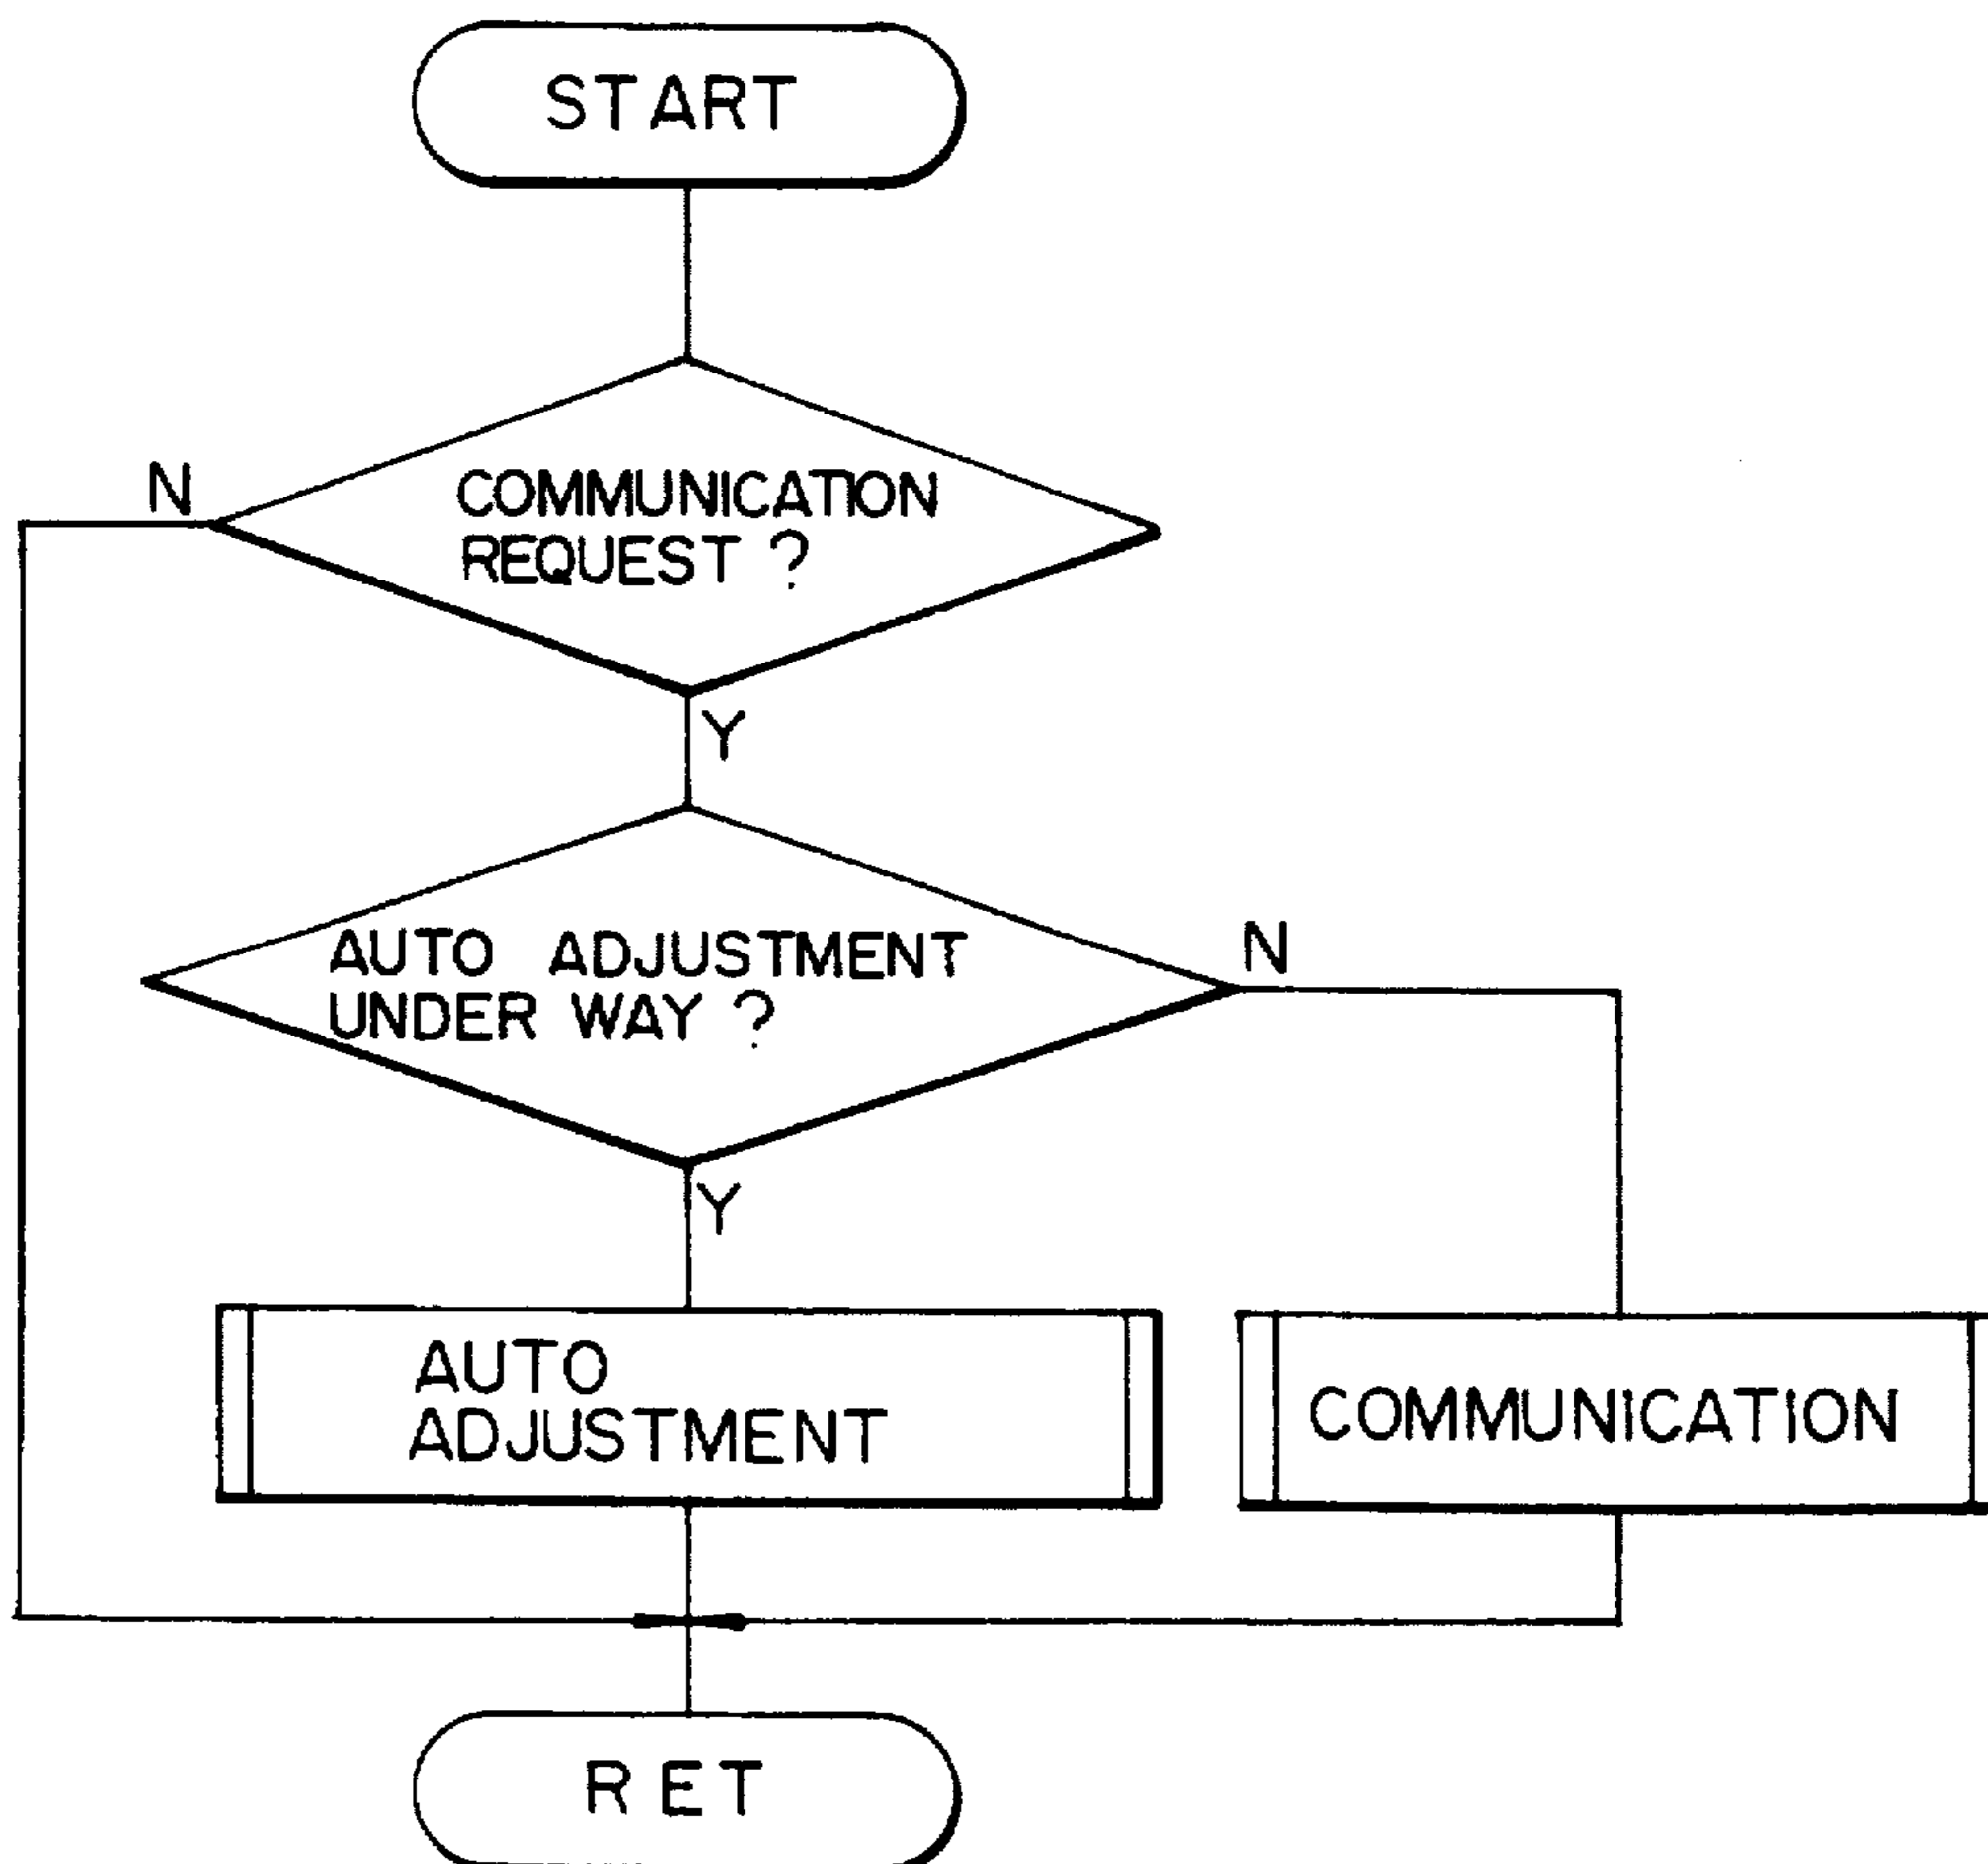 START
N
COMMUNICATION
REQUEST ?
Y
AUTO ADJUSTMENT
UNDER WAY ?
N
Y
AUTO
ADJUSTMENT
COMMUNICATION
RET